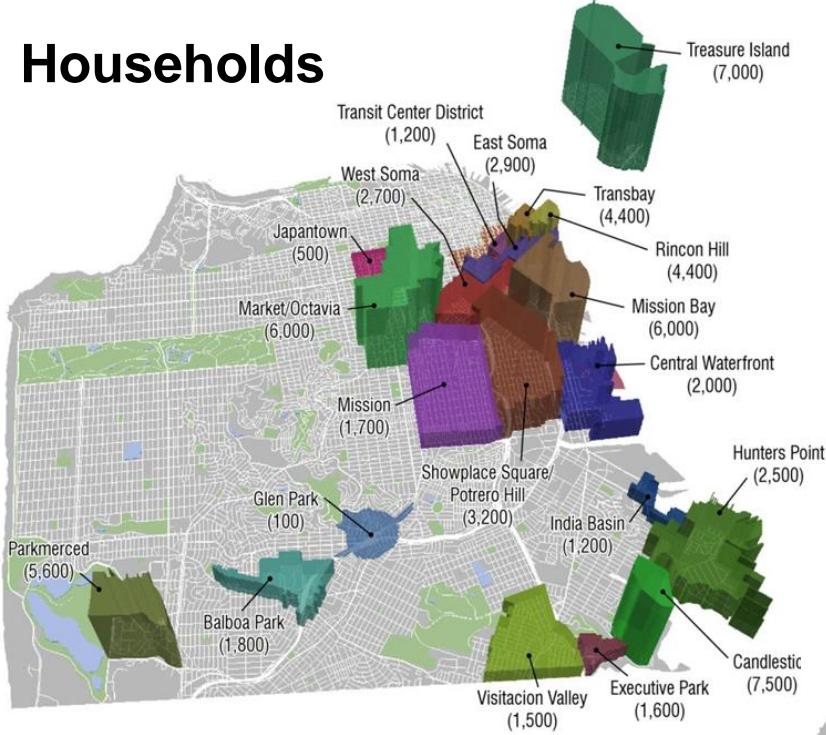 Households
Treasure Island
(7,000)
Transit Center District
(1,200)
East Soma
(2,900)
West Soma
(2,700)
Transbay
(4,400)
Japantown
(500)
Rincon Hill
(4,400)
Market/Octavia
(6,000)
Mission Bay
(6,000)
Central Waterfront
(2,000)
Mission
(1,700)
Showplace Square/
Potrero Hill
(3,200)
Hunters Point
(2,500)
Glen Park
(100)
India Basin
(1,200)
Parkmerced
(5,600)
Balboa Park
(1,800)
Candlestic
(7,500)
Executive Park
(1,600)
Visitacion Valley
(1,500)